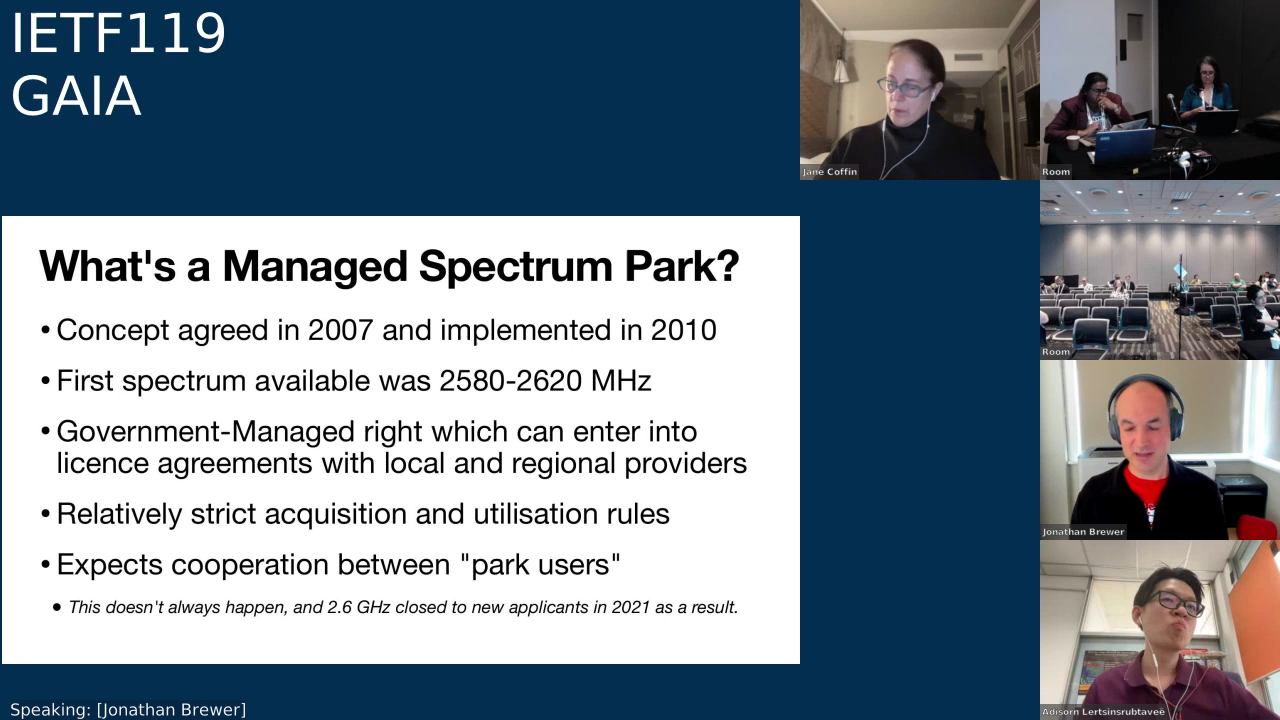 IETF119
GAIA
Jane Coffin
Room
Room
What's a Managed Spectrum Park?
• Concept agreed in 2007 and implemented in 2010
• First spectrum available was 2580-2620 MHz
• Government-Managed right which can enter into
licence agreements with local and regional providers
• Relatively strict acquisition and utilisation rules
• Expects cooperation between "park users"
• This doesn't always happen, and 2.6 GHz closed to new applicants in 2021 as a result.
Jonathan Brewer
Adisorn Lertsinsrubtavee
Speaking: [Jonathan Brewer]